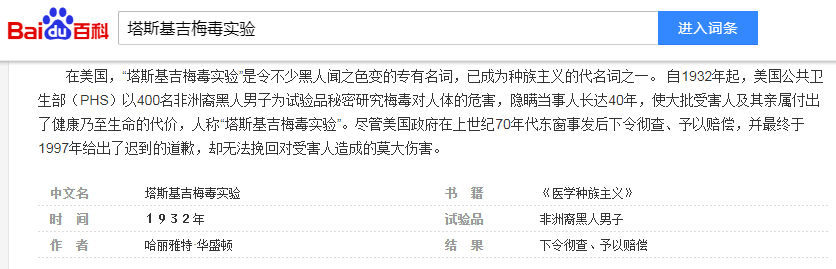 Bai du 百科 塔斯基吉梅毒实验 进入词条
在美国，“塔斯基吉梅毒实验”是令不少黑人闻之色变的专有名词，已成为种族主义的代名词之一。 自1932年起，美国公共卫
生部（PHS）以400名非洲裔黑人男子为试验品秘密研究梅毒对人体的危害，隐瞒当事人长达40年，使大批受害人及其亲属付出
了健康乃至生命的代价，人称“塔斯基吉梅毒实验”。尽管美国政府在上世纪70年代东窗事发后下令彻查、予以赔偿，并最终于
1997年给出了迟到的道歉，却无法挽回对受害人造成的莫大伤害。
中文名 塔斯基吉梅毒实验 书 籍 《医学种族主义》
时 间 １９３２年 试验品 非洲裔黑人男子
作 者 哈丽雅特·华盛顿 结 果 下令彻查、予以赔偿